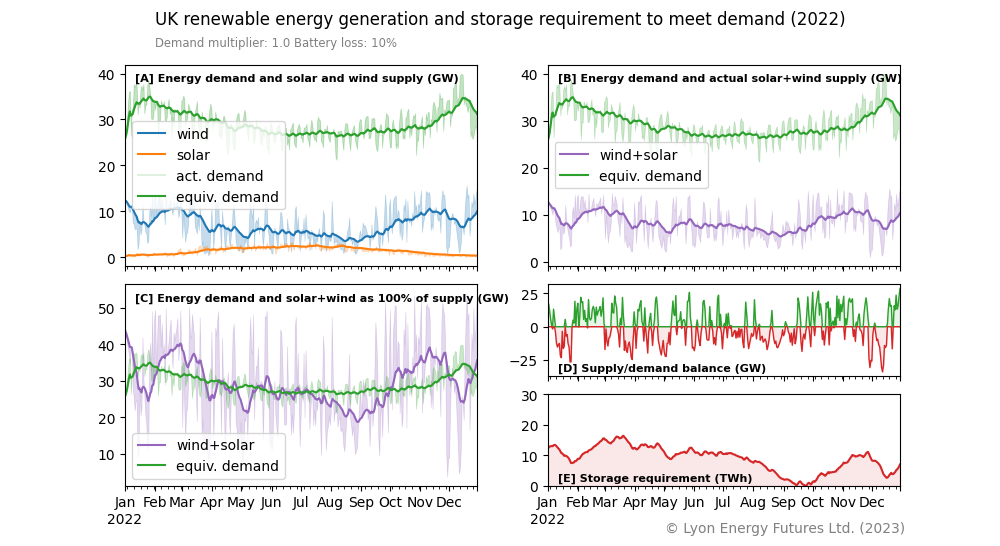 UK renewable energy generation and storage requirement to meet demand (2022)
Demand multiplier: 1.0 Battery loss: 10%
[A] Energy demand and solar and wind supply (GW)
40
30
20
10
0
wind
solar
act. demand
equiv. demand
[B] Energy demand and actual solar+wind supply (GW)
40
30
20
10
0
wind+solar
equiv. demand
[C] Energy demand and solar+wind as 100% of supply (GW)
50
40
30
20
10
wind+solar
equiv. demand
Jan Feb Mar Apr May Jun Jul Aug Sep Oct Nov Dec
2022
25
0
−25
[D] Supply/demand balance (GW)
30
20
10
0
[E] Storage requirement (TWh)
Jan Feb Mar Apr May Jun Jul Aug Sep Oct Nov Dec
2022
© Lyon Energy Futures Ltd. (2023)